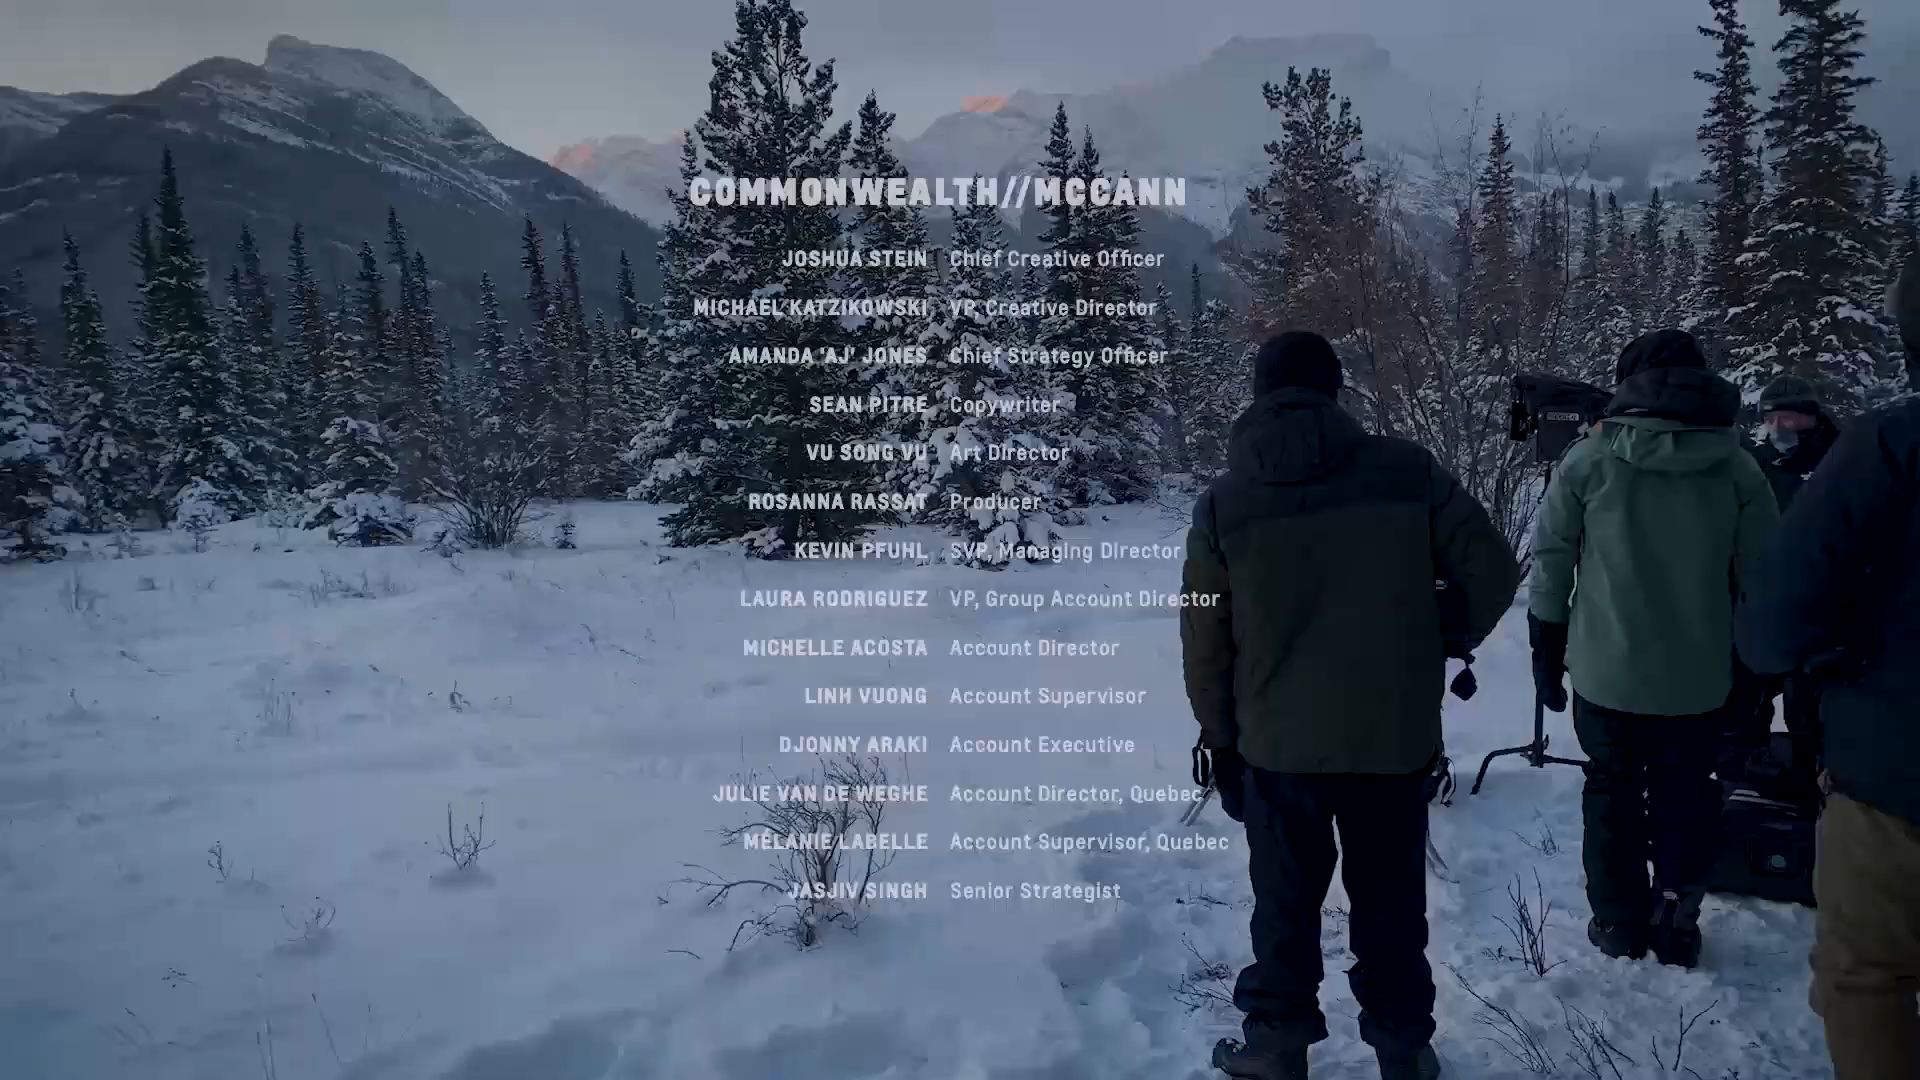 COMMONWEALTH//MCCANN
JOSHUA STEIN Chief Creative Officer
MICHAEL KATZIKOWSKI VP, Creative Director
AMANDA 'AJ' JONES Chief Strategy Officer
SEAN PITRE Copywriter
VU SONG VU Art Director
ROSANNA RASSAT Producer
KEVIN PFUHL SVP, Managing Director
LAURA RODRIGUEZ VP, Group Account Director
MICHELLE ACOSTA Account Director
LINH VUONG Account Supervisor
DJONNY ARAKI Account Executive
JULIE VAN DE WEGHE Account Director, Quebec
MÉLANIE LABELLE Account Supervisor, Quebec
JASJIV SINGH Senior Strategist